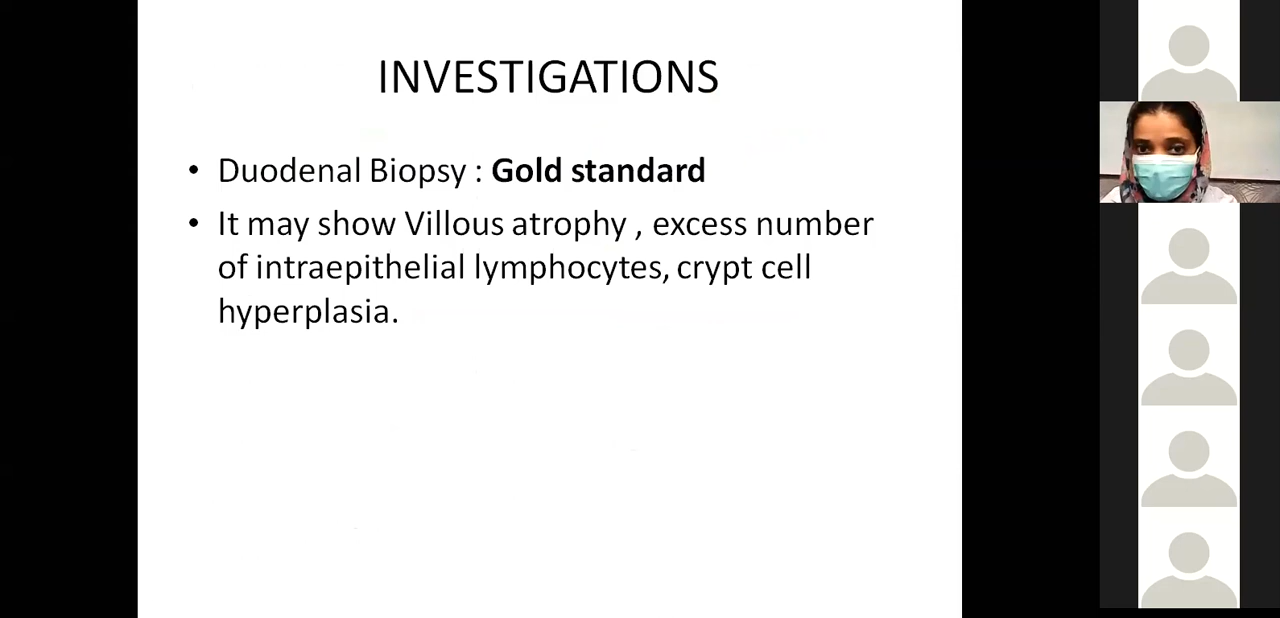 INVESTIGATIONS
• Duodenal Biopsy : Gold standard
• It may show Villous atrophy , excess number
of intraepithelial lymphocytes, crypt cell
hyperplasia.